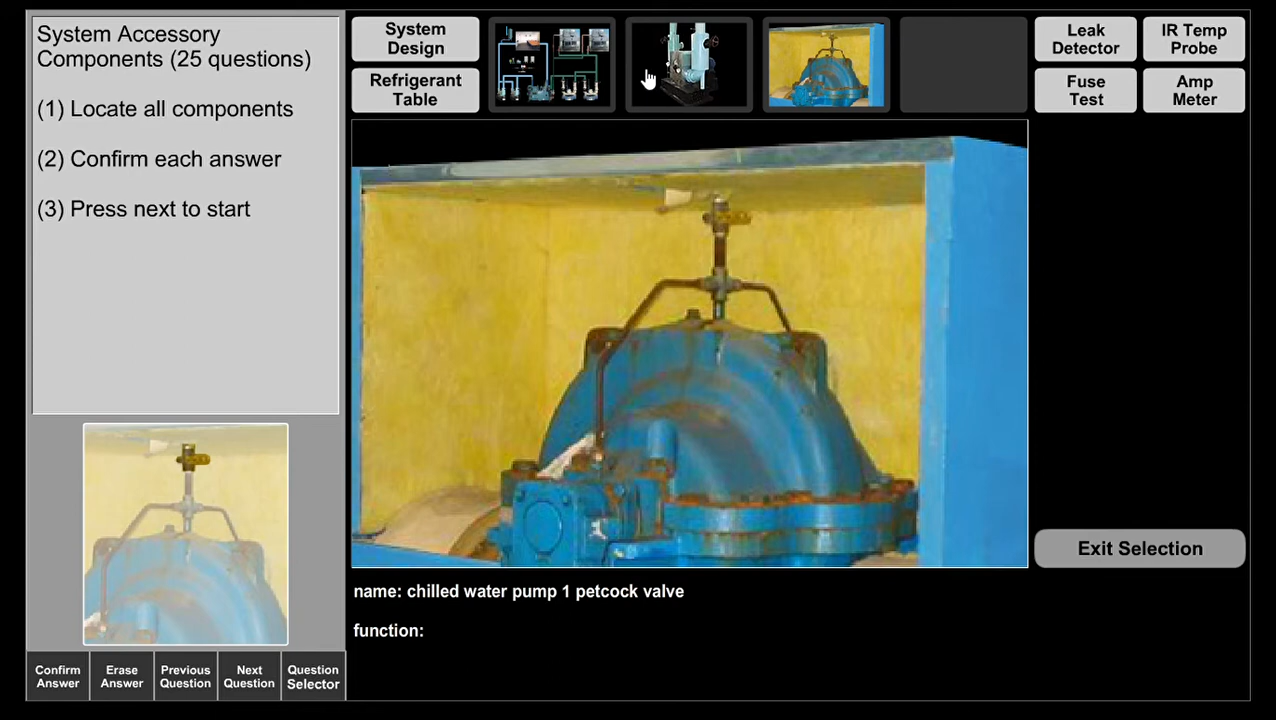 System Accessory
Components (25 questions)
(1) Locate all components
(2) Confirm each answer
(3) Press next to start
Confirm
Answer
Erase
Answer
Previous
Question
Next
Question
Question
Selector
System
Design
Refrigerant
Table
Leak
Detector
IR Temp
Probe
Fuse
Test
Amp
Meter
Exit Selection
name: chilled water pump 1 petcock valve
function: